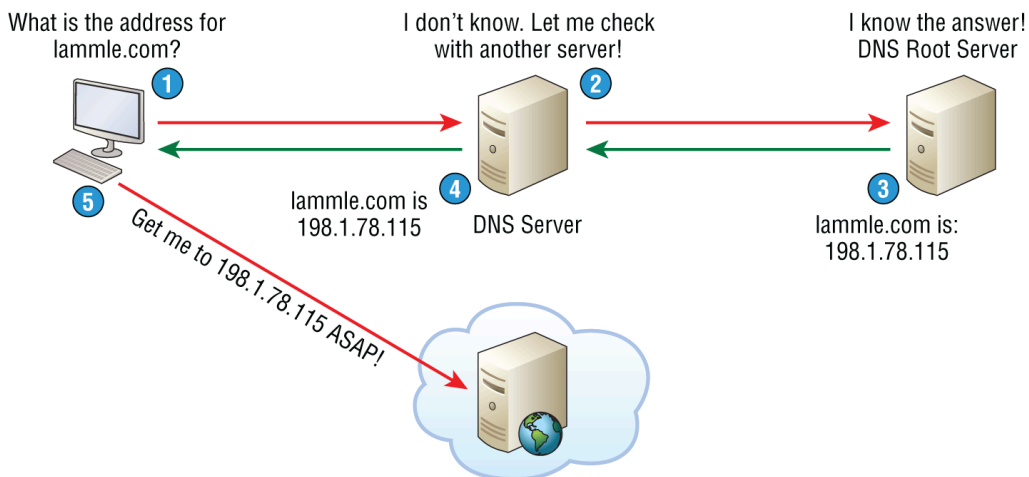 What is the address for
lammle.com?
1
I don’t know. Let me check
with another server!
2
I know the answer!
DNS Root Server
3
lammle.com is:
198.1.78.115
4
lammle.com is
198.1.78.115
DNS Server
5
Get me to 198.1.78.115 ASAP!